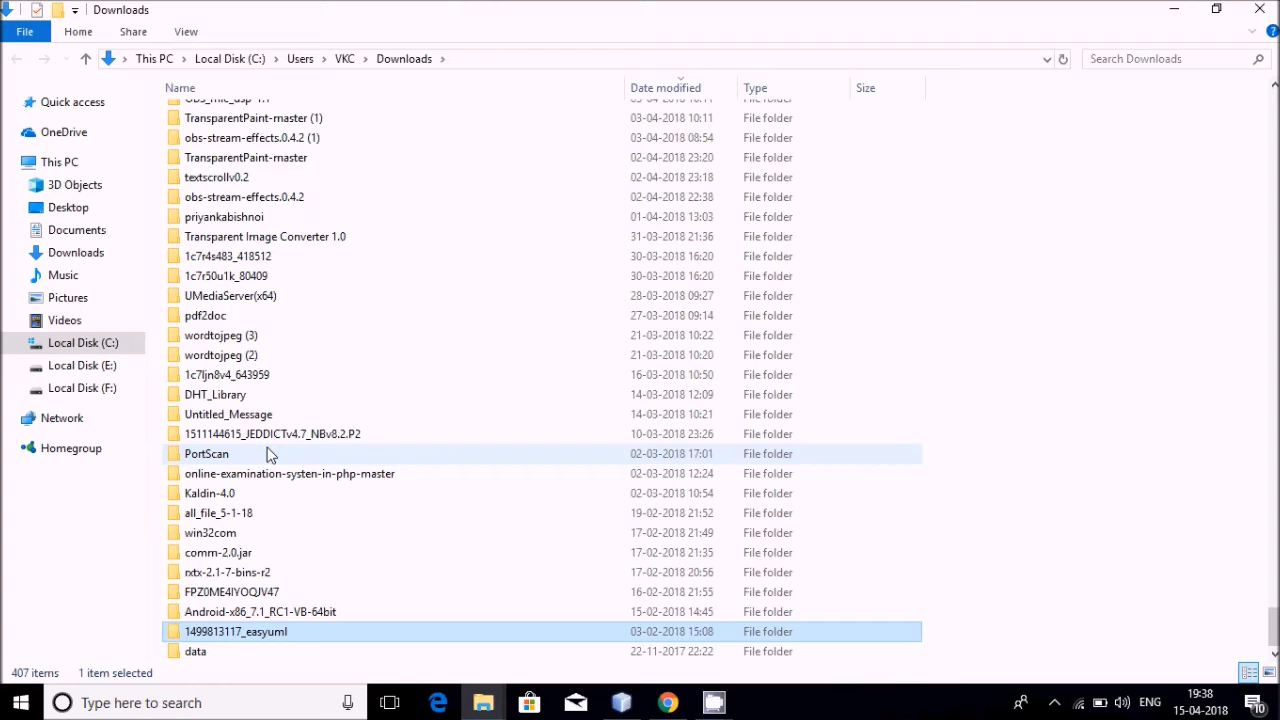 Downloads
File Home Share View
This PC Local Disk (C:) Users VKC Downloads Search Downloads
Name Date modified Type Size
Quick access
OneDrive
This PC
3D Objects
Desktop
Documents
Downloads
Music
Pictures
Videos
Local Disk (C:)
Local Disk (E:)
Local Disk (F:)
Network
Homegroup
TransparentPaint-master (1) 03-04-2018 10:11 File folder
obs-stream-effects.0.4.2 (1) 03-04-2018 08:54 File folder
TransparentPaint-master 02-04-2018 23:20 File folder
textscrollv0.2 02-04-2018 23:18 File folder
obs-stream-effects.0.4.2 02-04-2018 22:38 File folder
priyankabishnoi 01-04-2018 13:03 File folder
Transparent Image Converter 1.0 31-03-2018 21:36 File folder
1c7r4s483_418512 30-03-2018 16:20 File folder
1c7r50u1k_80409 30-03-2018 16:20 File folder
UMediaServer(x64) 28-03-2018 09:27 File folder
pdf2doc 27-03-2018 09:14 File folder
wordtojpeg (3) 21-03-2018 10:22 File folder
wordtojpeg (2) 21-03-2018 10:20 File folder
1c7ljn8v4_643959 16-03-2018 10:50 File folder
DHT_Library 14-03-2018 12:09 File folder
Untitled_Message 14-03-2018 10:21 File folder
1511144615_JEDDICTv4.7_NBv8.2.P2 10-03-2018 23:26 File folder
PortScan 02-03-2018 17:01 File folder
online-examination-systen-in-php-master 02-03-2018 12:24 File folder
Kaldin-4.0 02-03-2018 10:54 File folder
all_file_5-1-18 19-02-2018 21:52 File folder
win32com 17-02-2018 21:49 File folder
comm-2.0.jar 17-02-2018 21:35 File folder
rxtx-2.1-7-bins-r2 17-02-2018 20:56 File folder
FPZ0ME4IYOQJV47 16-02-2018 21:55 File folder
Android-x86_7.1_RC1-VB-64bit 15-02-2018 14:45 File folder
1499813117_easyuml 03-02-2018 15:08 File folder
data 22-11-2017 22:22 File folder
407 items 1 item selected
Type here to search
ENG
19:38
15-04-2018
10